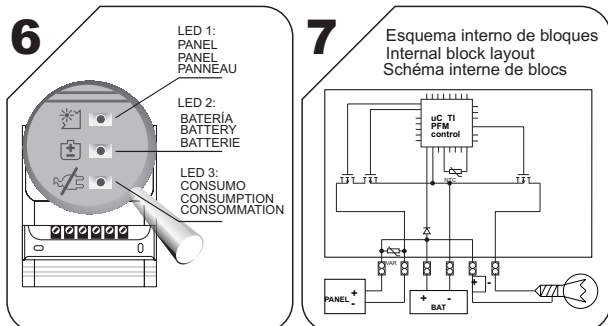 6
LED 1:
PANEL
PANEL
PANNEAU
LED 2:
BATERÍA
BATTERY
BATTERIE
LED 3:
CONSUMO
CONSUMPTION
CONSOMMATION
7
Esquema interno de bloques
Internal block layout
Schéma interne de blocs
uC TI
PFM
control
NTC
VAR
+ -
PANEL + -
+ -
BAT